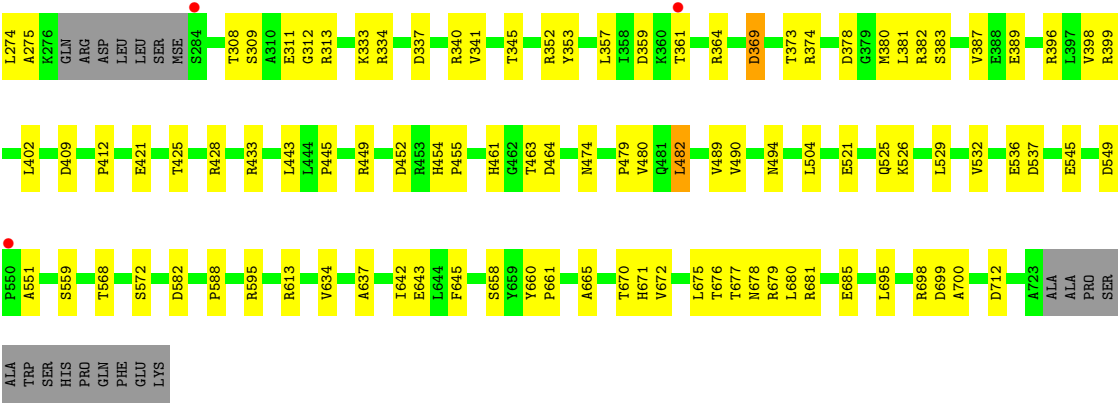 L274 A275 K276 GLN ARG ASP LEU LEU SER MSE S284 T308 S309 A310 E311 G312 R313 K333 R334 D337 R340 V341 T345 R352 Y353 L357 I358 D359 K360 T361 R364 D369 T373 R374 D378 G379 M380 L381 R382 S383 V387 E388 E389 R396 L397 V398 R399
L402 D409 P412 E421 T425 R428 R433 L443 L444 P445 R449 D452 R453 H454 P455 H461 G462 T463 D464 N474 P479 V480 Q481 L482 V489 V490 N494 L504 E521 Q525 K526 L529 V532 E536 D537 E545 D549
P550 A551 S559 T568 S572 D582 P588 R595 R613 V634 A637 I642 E643 L644 F645 S658 Y659 Y660 P661 A665 T670 H671 V672 L675 T676 T677 N678 R679 L680 R681 E685 L695 R698 D699 A700 D712 A723 ALA ALA PRO SER
ALA TRP SER HIS PRO GLN PHE GLU LYS